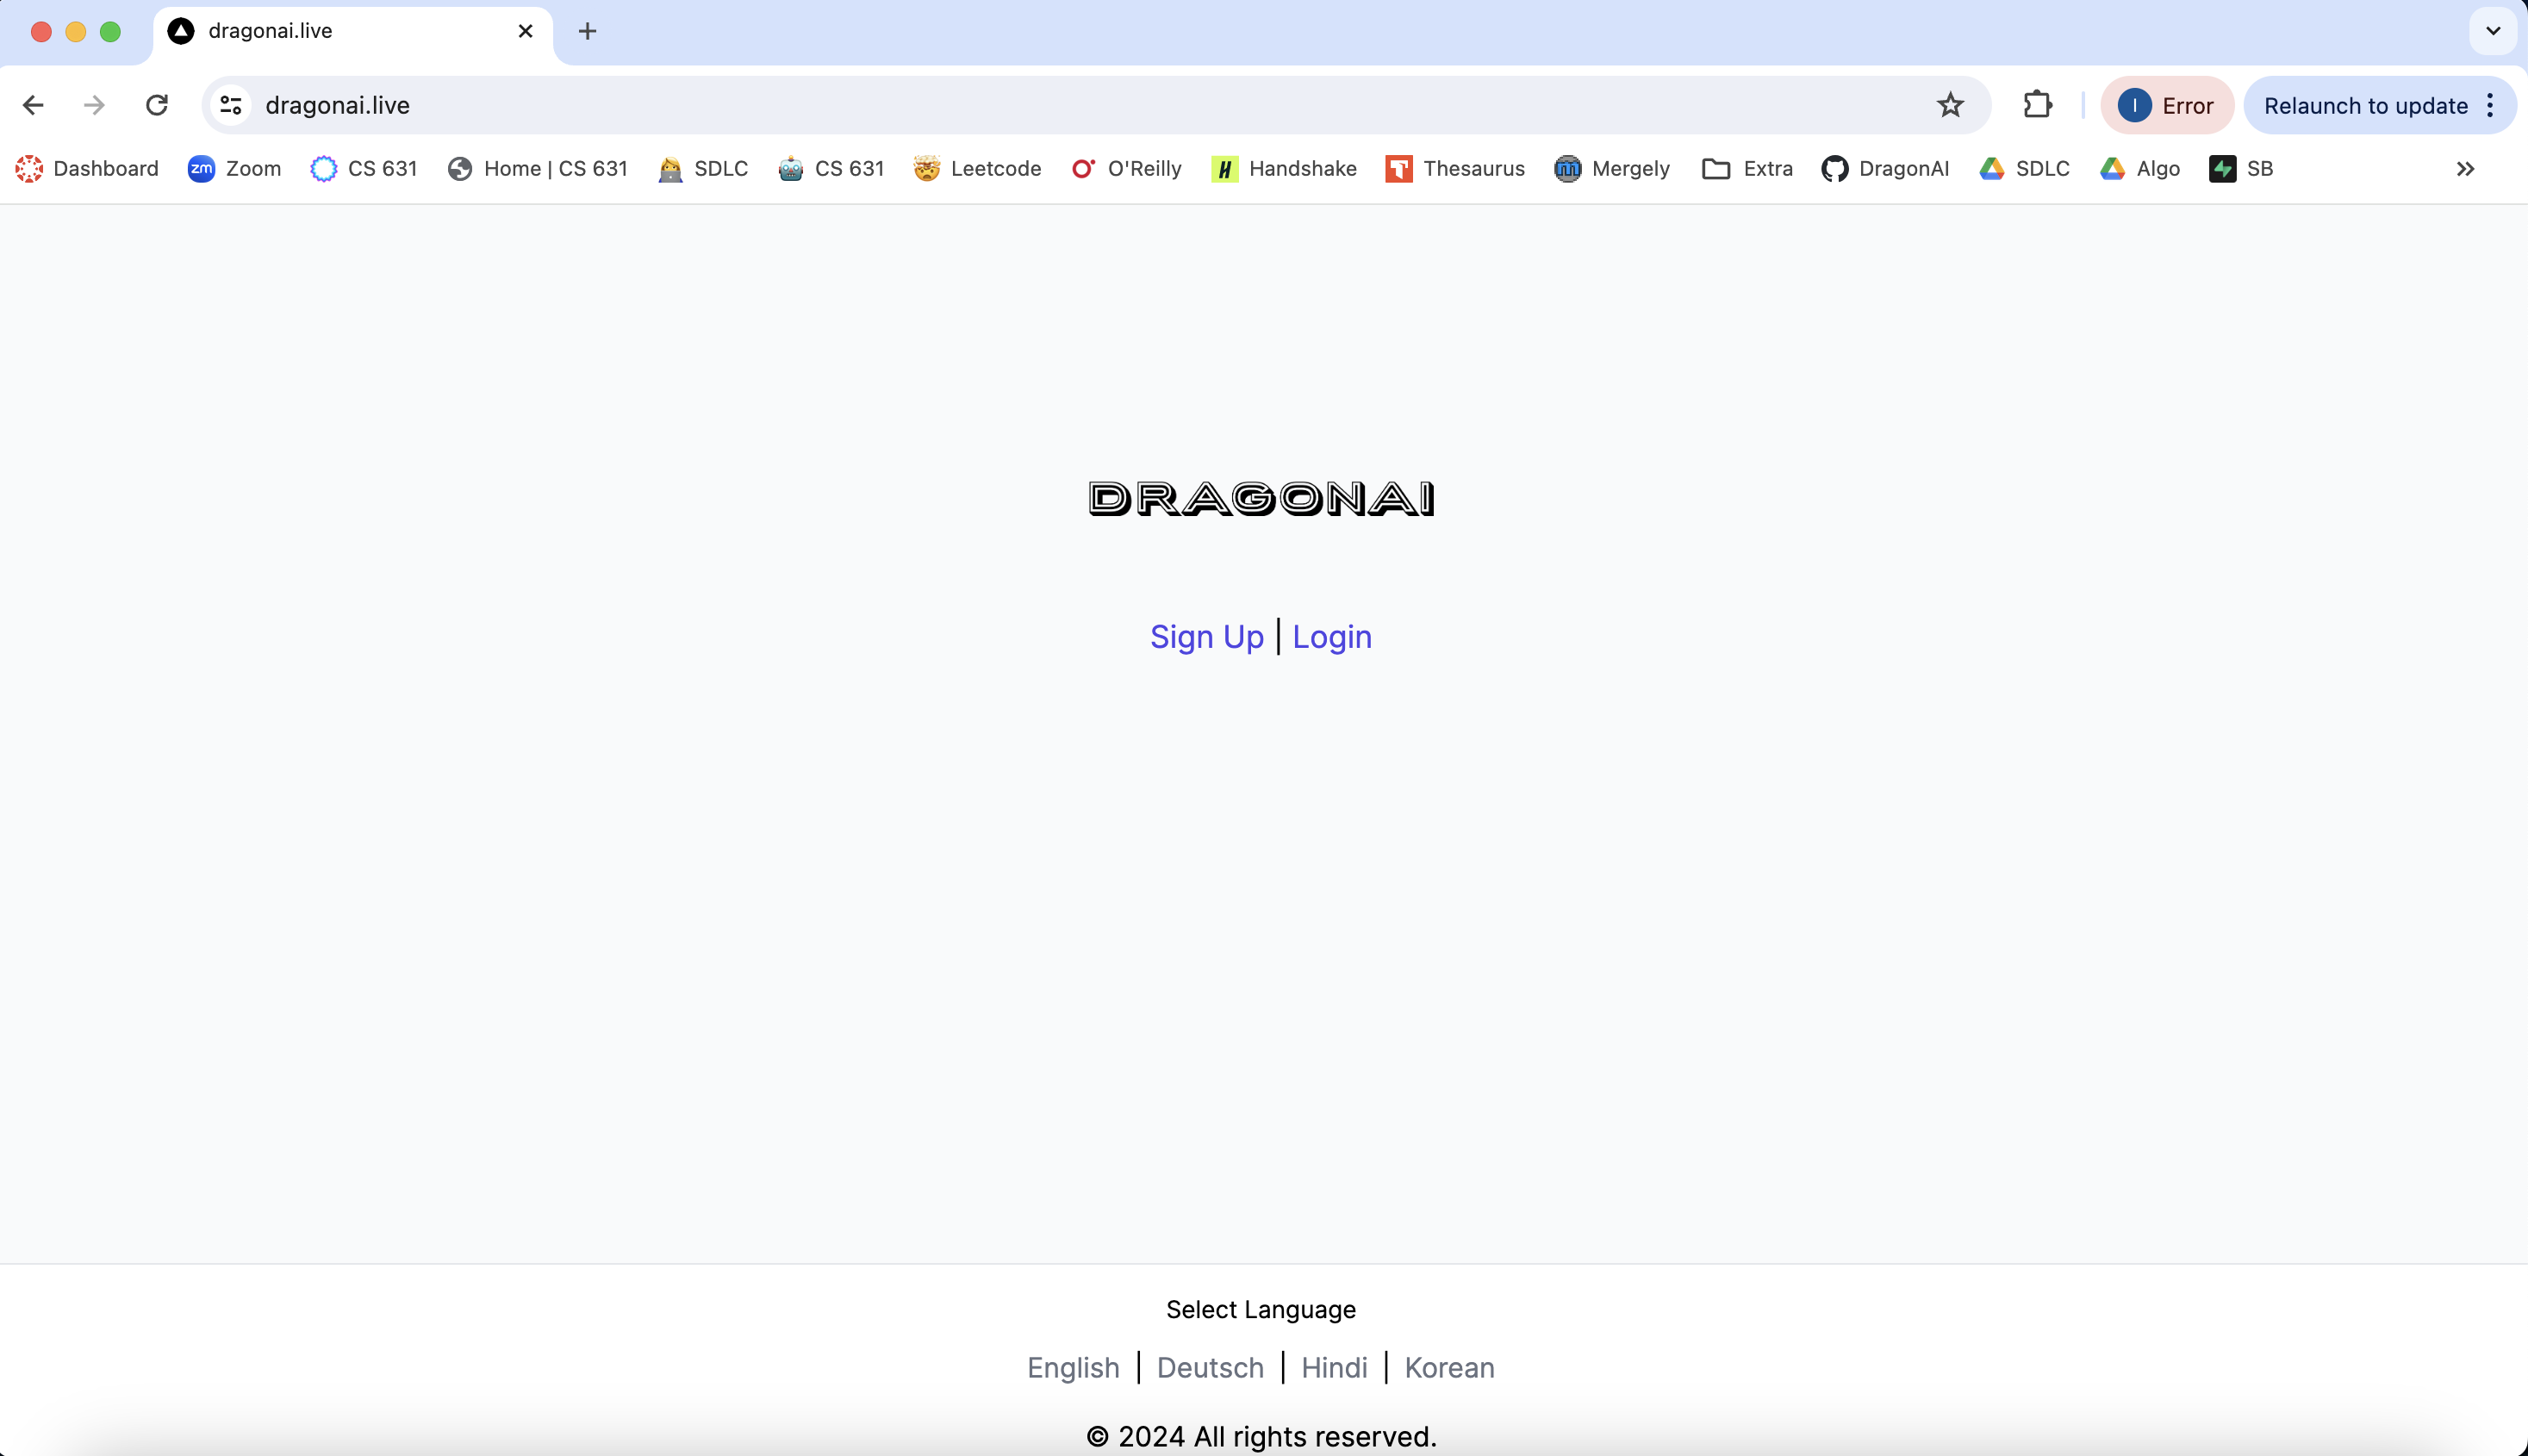 dragonai.live
dragonai.live
Error
Relaunch to update
Dashboard zm Zoom CS 631 Home | CS 631 SDLC CS 631 Leetcode O'Reilly Handshake Thesaurus Mergely Extra DragonAI SDLC Algo SB
DRAGONAI
Sign Up | Login
Select Language
English | Deutsch | Hindi | Korean
© 2024 All rights reserved.